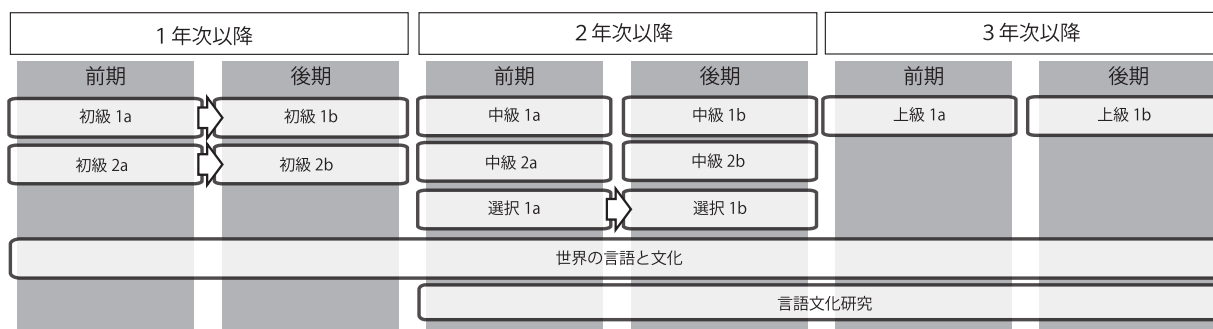 1年次以降 2年次以降 3年次以降
前期 後期 前期 後期 前期 後期
初級 1a 初級 1b 中級 1a 中級 1b 上級 1a 上級 1b
初級 2a 初級 2b 中級 2a 中級 2b
選択 1a 選択 1b
世界の言語と文化
言語文化研究